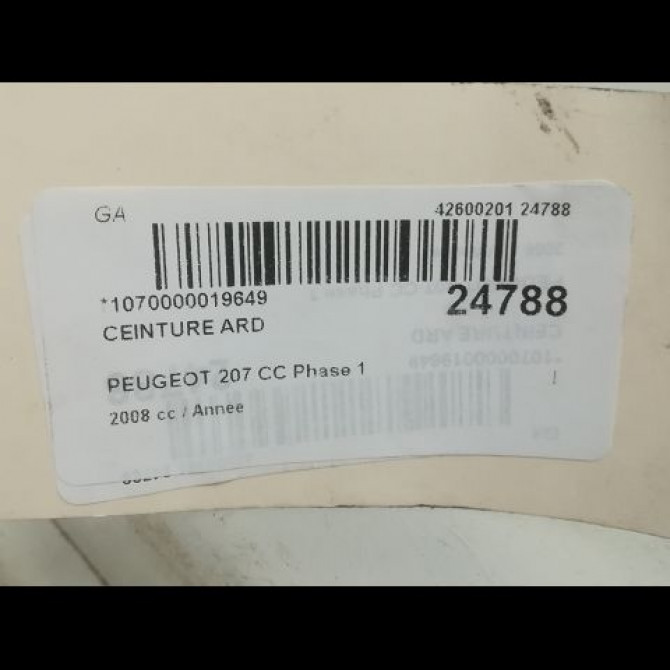 GA 42600201 24788
*1070000019649 24788
CEINTURE ARD
PEUGEOT 207 CC Phase 1
2008 cc / Annee